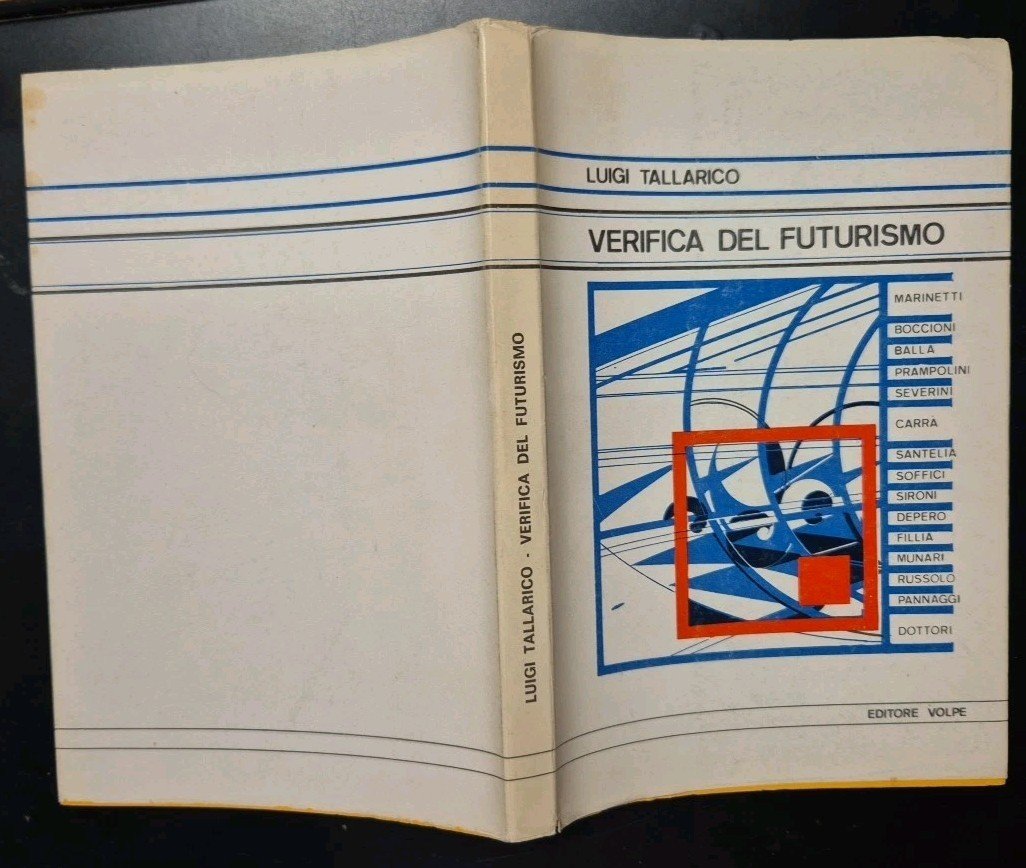 LUIGI TALLARICO - VERIFICA DEL FUTURISMO
LUIGI TALLARICO
VERIFICA DEL FUTURISMO
MARINETTI
BOCCIONI
BALLA
PRAMPOLINI
SEVERINI
CARRÀ
SANTELIA
SOFFICI
SIRONI
DEPERO
FILLIA
MUNARI
RUSSOLO
PANNAGGI
DOTTORI
EDITORE VOLPE